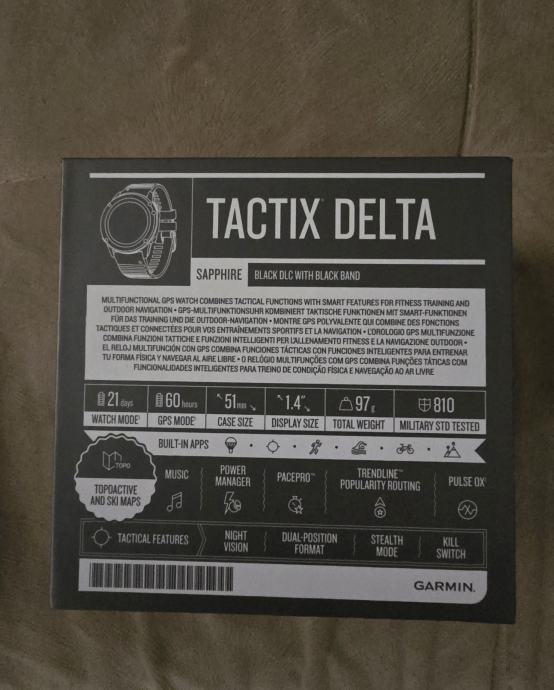 TACTIX® DELTA
SAPPHIRE BLACK DLC WITH BLACK BAND
MULTIFUNCTIONAL GPS WATCH COMBINES TACTICAL FUNCTIONS WITH SMART FEATURES FOR FITNESS TRAINING AND
OUTDOOR NAVIGATION • GPS-MULTIFUNKTIONSUHR KOMBINIERT TAKTISCHE FUNKTIONEN MIT SMART-FUNKTIONEN
FÜR DAS TRAINING UND DIE OUTDOOR-NAVIGATION • MONTRE GPS POLYVALENTE QUI COMBINE DES FONCTIONS
TACTIQUES ET CONNECTÉES POUR VOS ENTRAÎNEMENTS SPORTIFS ET LA NAVIGATION • L'OROLOGIO GPS MULTIFUNZIONE
COMBINA FUNZIONI TATTICHE E FUNZIONI INTELLIGENTI PER L'ALLENAMENTO FITNESS E LA NAVIGAZIONE OUTDOOR •
EL RELOJ MULTIFUNCIÓN CON GPS COMBINA FUNCIONES TÁCTICAS CON FUNCIONES INTELIGENTES PARA ENTRENAR
TU FORMA FÍSICA Y NAVEGAR AL AIRE LIBRE • O RELÓGIO MULTIFUNÇÕES COM GPS COMBINA FUNÇÕES TÁTICAS COM
FUNCIONALIDADES INTELIGENTES PARA TREINO DE CONDIÇÃO FÍSICA E NAVEGAÇÃO AO AR LIVRE
21 days 60 hours 51mm 1.4" 97g 810
WATCH MODE¹ GPS MODE¹ CASE SIZE DISPLAY SIZE TOTAL WEIGHT MILITARY STD TESTED
BUILT-IN APPS
TOPO
TOPOACTIVE
AND SKI MAPS
MUSIC
POWER
MANAGER
PACEPRO™
TRENDLINE™
POPULARITY ROUTING
PULSE OX²
TACTICAL FEATURES
NIGHT
VISION
DUAL-POSITION
FORMAT
STEALTH
MODE
KILL
SWITCH
GARMIN.